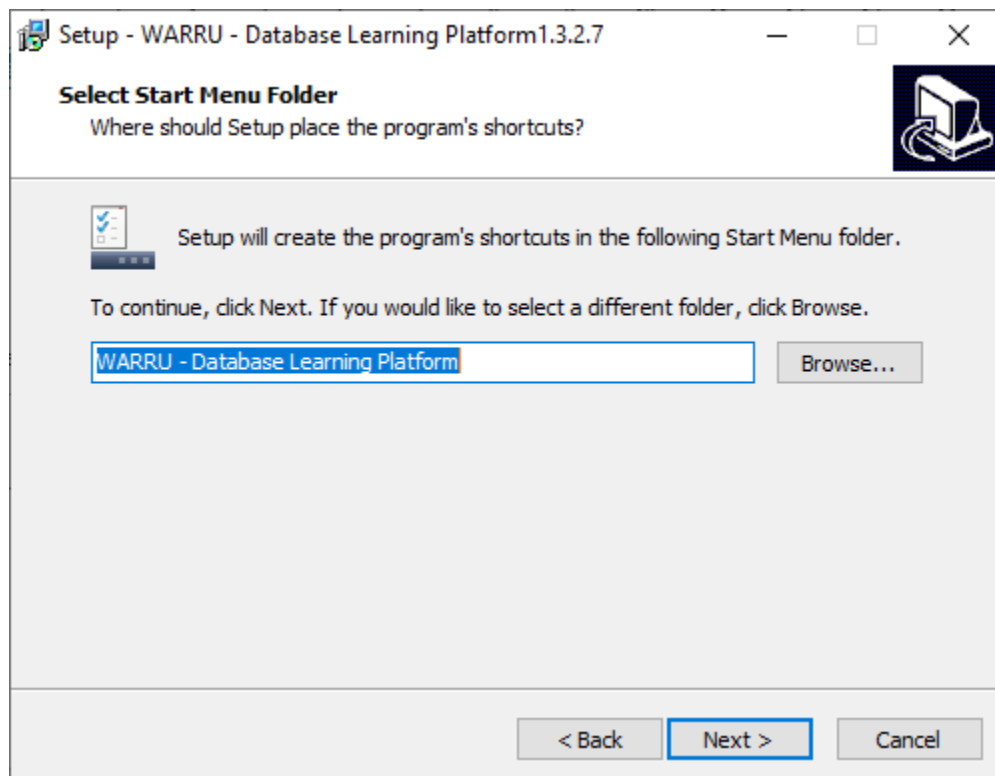 Setup - WARRU - Database Learning Platform1.3.2.7
Select Start Menu Folder
Where should Setup place the program's shortcuts?
Setup will create the program's shortcuts in the following Start Menu folder.
To continue, click Next. If you would like to select a different folder, click Browse.
WARRU - Database Learning Platform
Browse...
< Back
Next >
Cancel